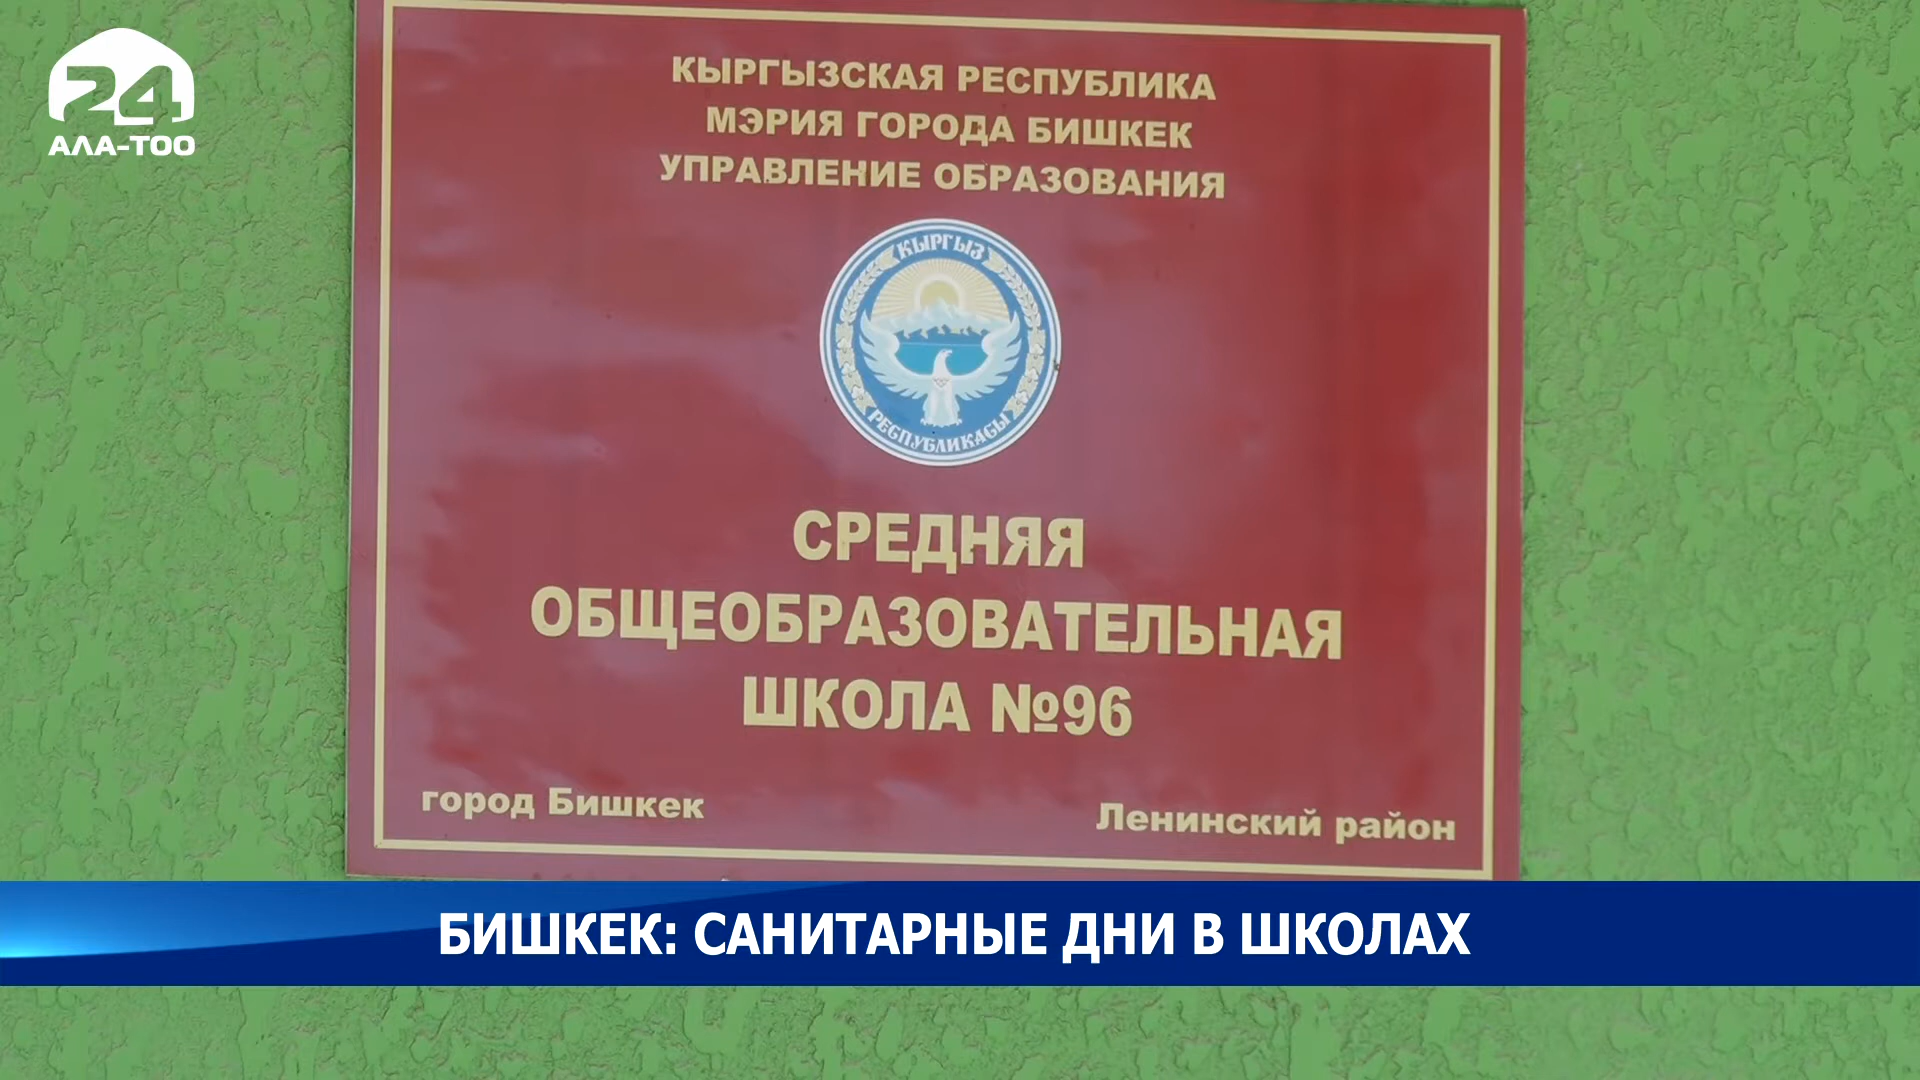 24
АЛА-ТОО
КЫРГЫЗСКАЯ РЕСПУБЛИКА
МЭРИЯ ГОРОДА БИШКЕК
УПРАВЛЕНИЕ ОБРАЗОВАНИЯ
КЫРГЫЗ
РЕСПУБЛИКАСЫ
СРЕДНЯЯ
ОБЩЕОБРАЗОВАТЕЛЬНАЯ
ШКОЛА №96
город Бишкек
Ленинский район
БИШКЕК: САНИТАРНЫЕ ДНИ В ШКОЛАХ